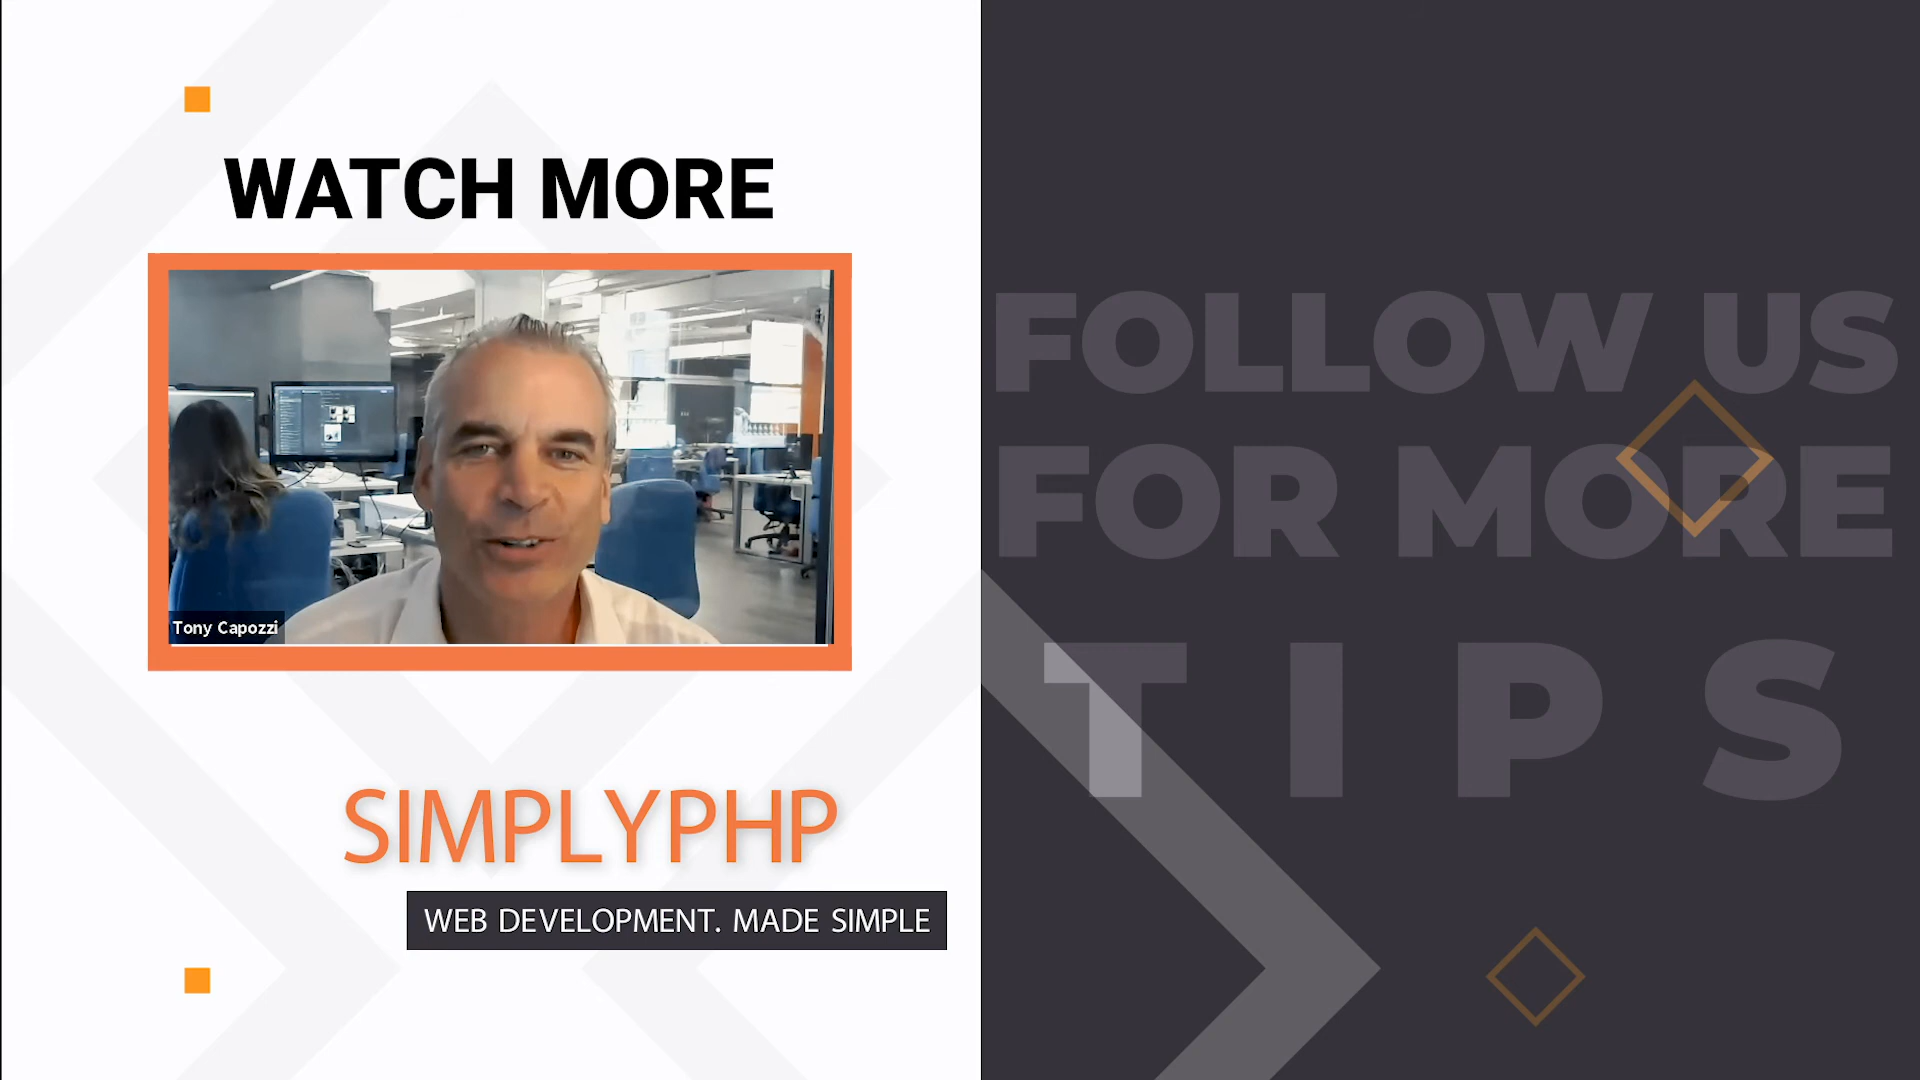 WATCH MORE
Tony Capozzi
SIMPLYPHP
WEB DEVELOPMENT. MADE SIMPLE
FOLLOW US
FOR MORE
TIPS